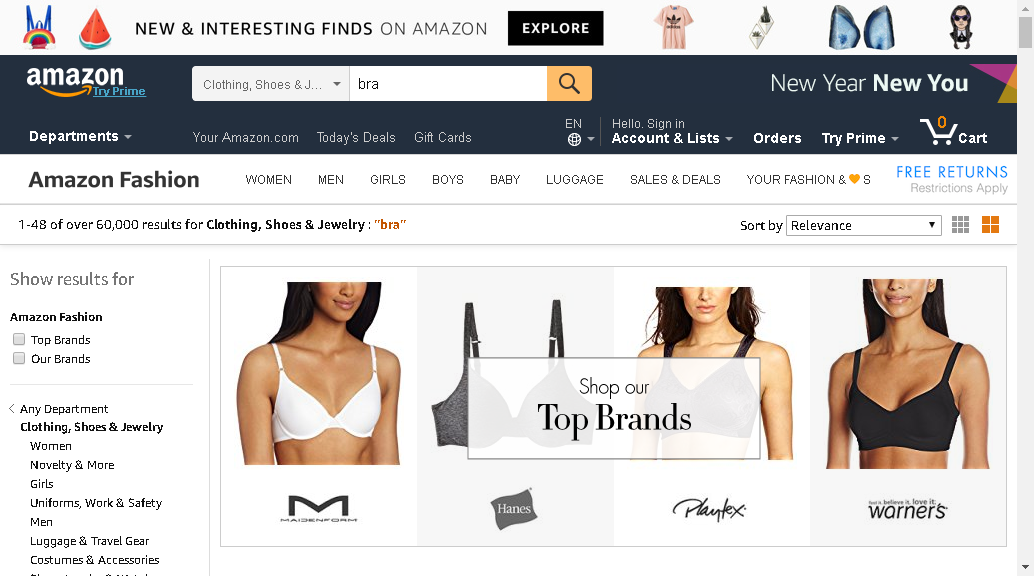 NEW & INTERESTING FINDS ON AMAZON EXPLORE
amazon
Try Prime
Clothing, Shoes & J... bra
New Year New You
Departments
Your Amazon.com Today's Deals Gift Cards
EN
Hello. Sign in
Account & Lists
Orders
Try Prime
0
Cart
Amazon Fashion
WOMEN MEN GIRLS BOYS BABY LUGGAGE SALES & DEALS YOUR FASHION & S
FREE RETURNS
Restrictions Apply
1-48 of over 60,000 results for Clothing, Shoes & Jewelry : "bra"
Sort by Relevance
Show results for
Amazon Fashion
Top Brands
Our Brands
Any Department
Clothing, Shoes & Jewelry
Women
Novelty & More
Girls
Uniforms, Work & Safety
Men
Luggage & Travel Gear
Costumes & Accessories
Shop our
Top Brands
MAIDENFORM
Hanes
Playtex
feel it. believe it. love it.
warner's